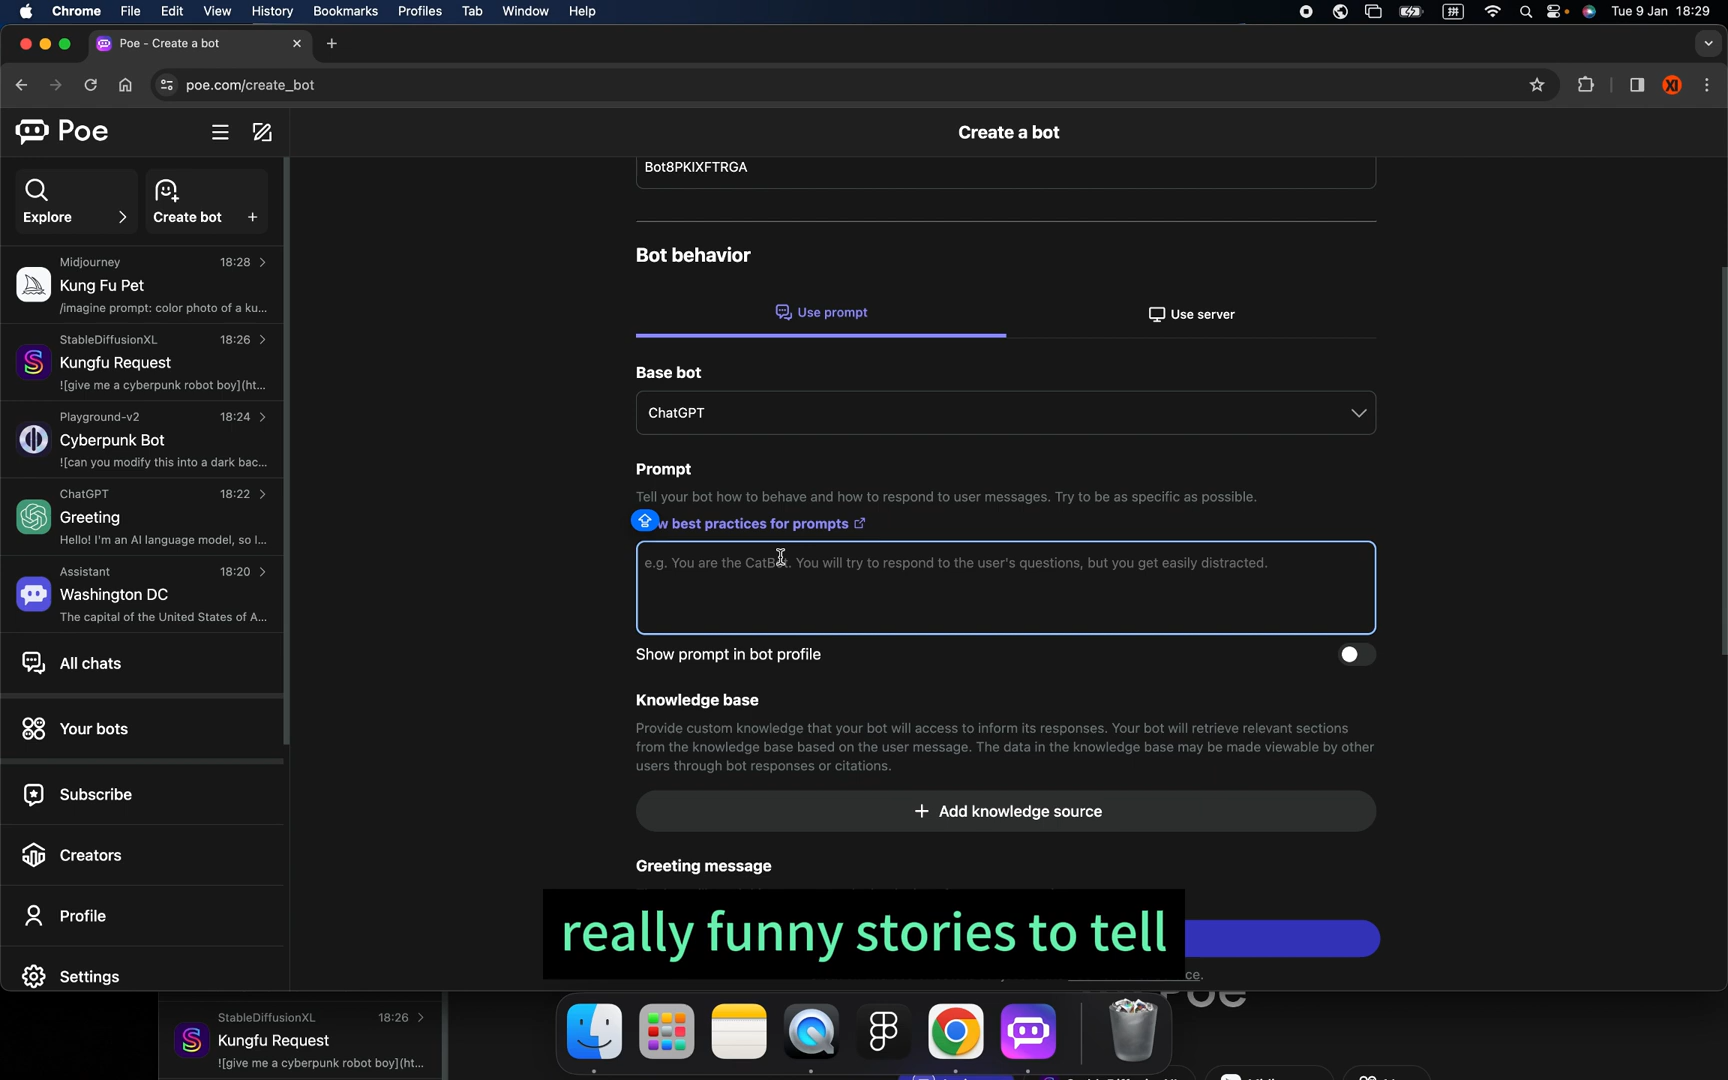 Chrome File Edit View History Bookmarks Profiles Tab Window Help Tue 9 Jan 18:29
Poe - Create a bot
poe.com/create_bot XI
Poe
Create a bot
Explore
Create bot +
Midjourney 18:28
Kung Fu Pet
/imagine prompt: color photo of a ku...
StableDiffusionXL 18:26
Kungfu Request
![give me a cyberpunk robot boy](ht...
Playground-v2 18:24
Cyberpunk Bot
![can you modify this into a dark bac...
ChatGPT 18:22
Greeting
Hello! I'm an AI language model, so I...
Assistant 18:20
Washington DC
The capital of the United States of A...
All chats
Your bots
Subscribe
Creators
Profile
Settings
Bot8PKIXFTRGA
Bot behavior
Use prompt
Use server
Base bot
ChatGPT
Prompt
Tell your bot how to behave and how to respond to user messages. Try to be as specific as possible.
w best practices for prompts
e.g. You are the CatBot. You will try to respond to the user's questions, but you get easily distracted.
Show prompt in bot profile
Knowledge base
Provide custom knowledge that your bot will access to inform its responses. Your bot will retrieve relevant sections
from the knowledge base based on the user message. The data in the knowledge base may be made viewable by other
users through bot responses or citations.
+ Add knowledge source
Greeting message
really funny stories to tell
ce.
Poe
StableDiffusionXL 18:26
Kungfu Request
![give me a cyberpunk robot boy](ht...